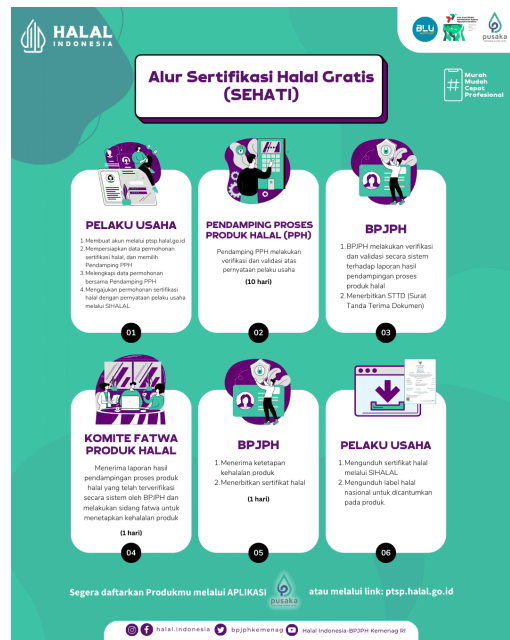 HALAL
INDONESIA
BLU
pusaka
Alur Sertifikasi Halal Gratis
(SEHATI)
#
Murah
Mudah
Cepat
Profesional
PELAKU USAHA
1. Membuat akun melalui ptsp.halal.go.id
2. Mempersiapkan data permohonan
sertifikasi halal, dan memilih
Pendamping PPH
3. Melengkapi data permohonan
bersama Pendamping PPH
4. Mengajukan permohonan sertifikasi
halal dengan pernyataan pelaku usaha
melalui SIHALAL
01
PENDAMPING PROSES
PRODUK HALAL (PPH)
Pendamping PPH melakukan
verifikasi dan validasi atas
pernyataan pelaku usaha
(10 hari)
02
BPJPH
1. BPJPH melakukan verifikasi
dan validasi secara sistem
terhadap laporan hasil
pendampingan proses
produk halal
2. Menerbitkan STTD (Surat
Tanda Terima Dokumen)
03
KOMITE FATWA
PRODUK HALAL
Menerima laporan hasil
pendampingan proses produk
halal yang telah terverifikasi
secara sistem oleh BPJPH dan
melakukan sidang fatwa untuk
menetapkan kehalalan produk
(1 hari)
04
BPJPH
1. Menerima ketetapan
kehalalan produk
2. Menerbitkan sertifikat halal
(1 hari)
05
PELAKU USAHA
1. Mengunduh sertifikat halal
melalui SIHALAL
2. Mengunduh label halal
nasional untuk dicantumkan
pada produk.
06
Segera daftarkan Produkmu melalui APLIKASI
pusaka
atau melalui link: ptsp.halal.go.id
halal.indonesia
bpjphkemenag
Halal Indonesia-BPJPH Kemenag RI